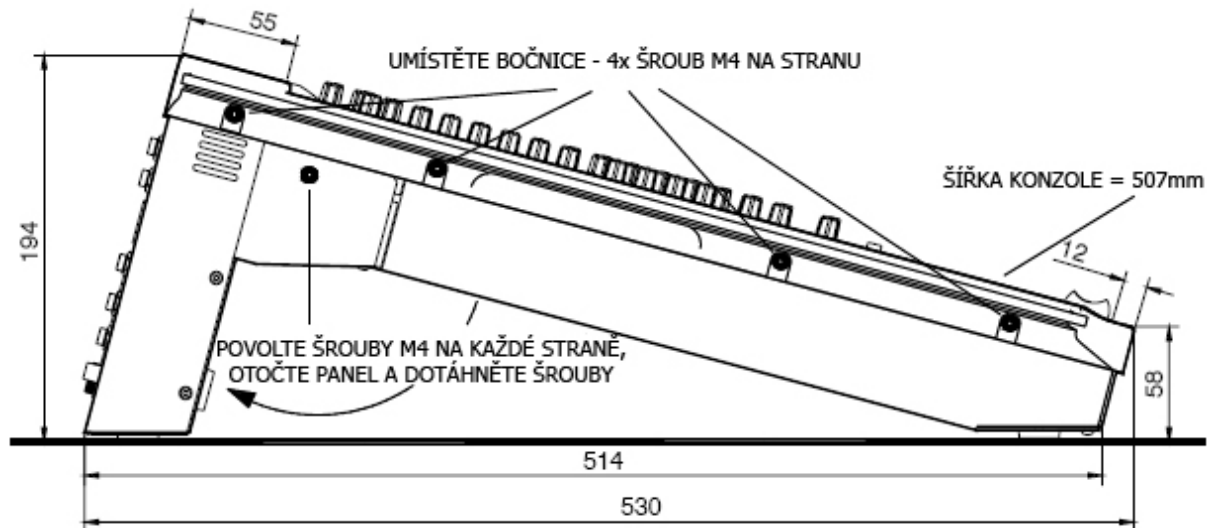 55
UMÍSTĚTE BOČNICE - 4x ŠROUB M4 NA STRANU
ŠÍŘKA KONZOLE = 507mm
194
12
POVOLTE ŠROUBY M4 NA KAŽDÉ STRANĚ,
OTOČTE PANEL A DOTÁHNĚTE ŠROUBY
58
514
530